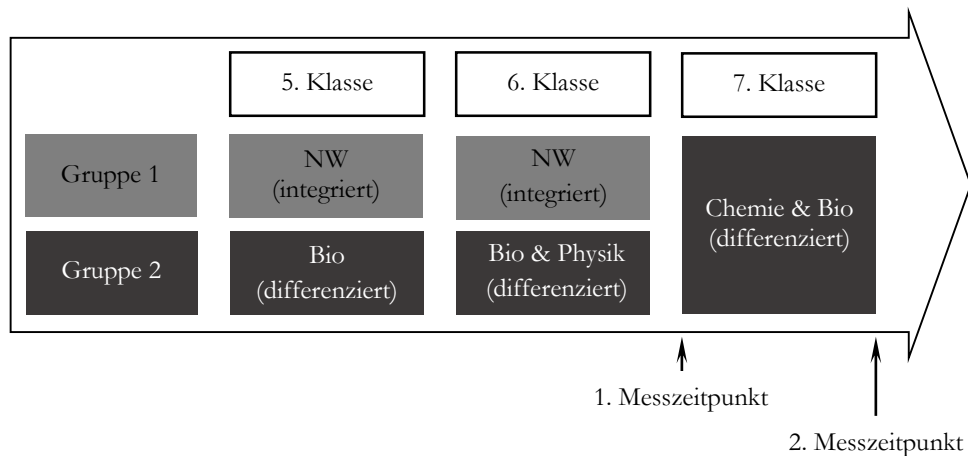 5. Klasse
6. Klasse
7. Klasse
Gruppe 1
NW
(integriert)
NW
(integriert)
Chemie & Bio
(differenziert)
Gruppe 2
Bio
(differenziert)
Bio & Physik
(differenziert)
1. Messzeitpunkt
2. Messzeitpunkt